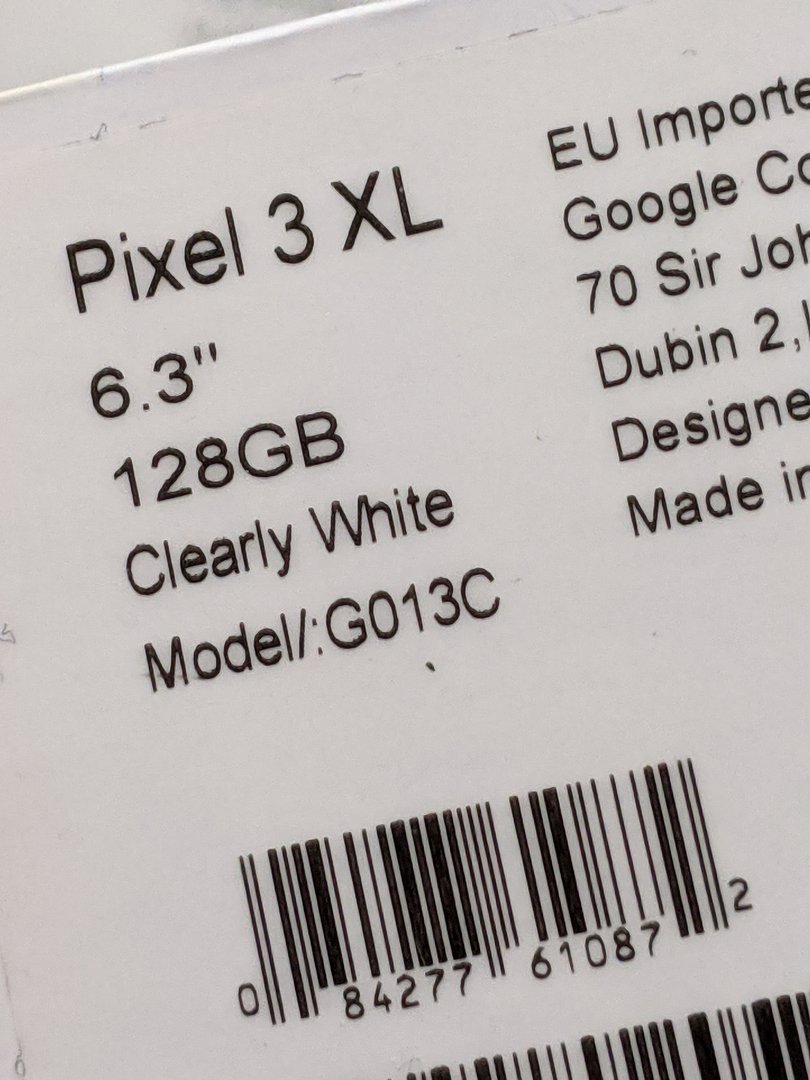 Pixel 3 XL
6.3"
128GB
Clearly White
Model/:G013C
EU Importe
Google Co
70 Sir Joh
Dubin 2,
Designe
Made in
0 84277 61087 2